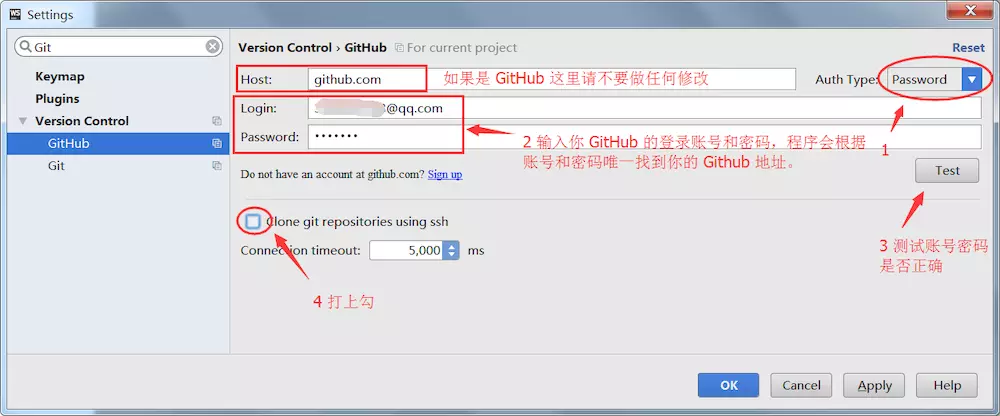 WS Settings
Git
Version Control › GitHub For current project Reset
Keymap
Plugins
Version Control
GitHub
Git
Host: github.com 如果是 GitHub 这里请不要做任何修改 Auth Type: Password
Login: @qq.com
Password: •••••••
2 输入你 GitHub 的登录账号和密码，程序会根据
账号和密码唯一找到你的 Github 地址。
1
Do not have an account at github.com? Sign up
Test
Clone git repositories using ssh
Connection timeout: 5,000 ms
3 测试账号密码
是否正确
4 打上勾
OK Cancel Apply Help